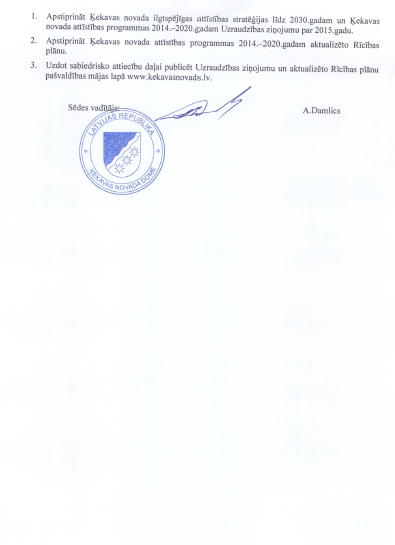 1. Apstiprināt Ķekavas novada ilgtspējīgas attīstības stratēģijas līdz 2030.gadam un Ķekavas
novada attīstības programmas 2014.–2020.gadam Uzraudzības ziņojumu par 2015.gadu.
2. Apstiprināt Ķekavas novada attīstības programmas 2014.–2020.gadam aktualizēto Rīcības
plānu.
3. Uzdot sabiedrisko attiecību daļai publicēt Uzraudzības ziņojumu un aktualizēto Rīcības plānu
pašvaldības mājas lapā www.kekavasnovads.lv.
Sēdes vadītājs: A.Damlics
LATVIJAS REPUBLIKA
ĶEKAVAS NOVADA DOME